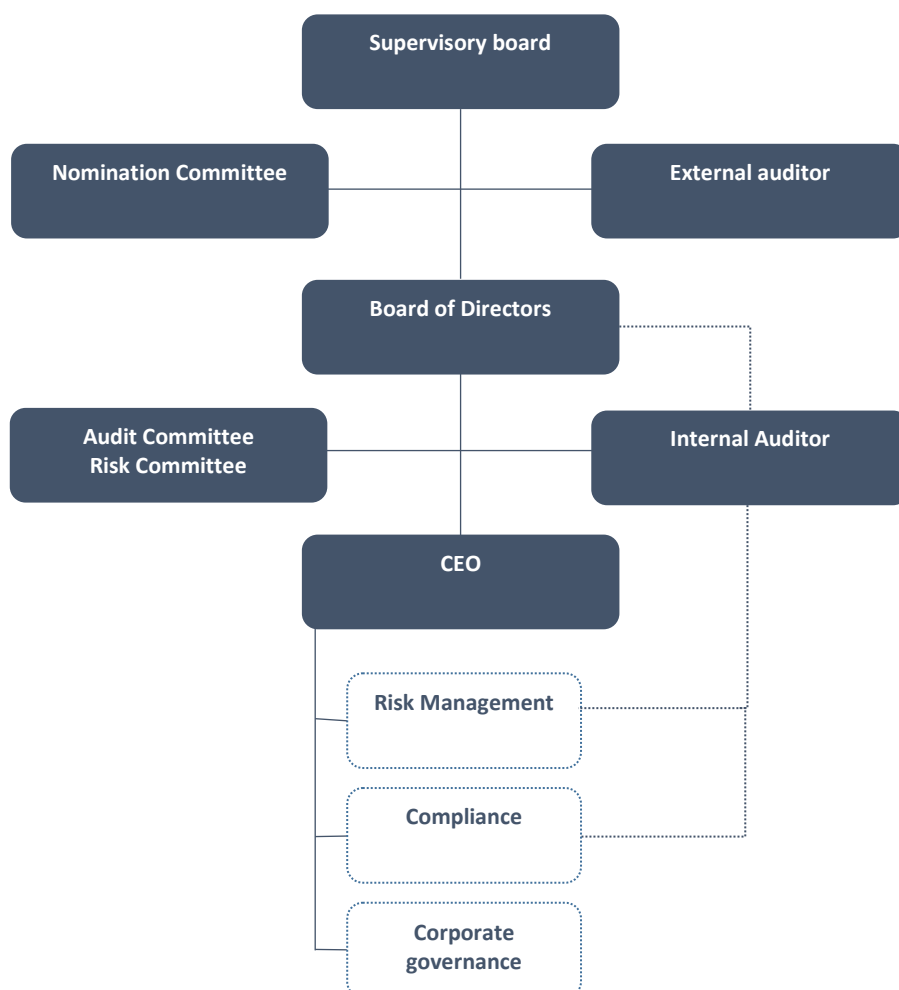 Supervisory board
Nomination Committee
External auditor
Board of Directors
Audit Committee
Risk Committee
Internal Auditor
CEO
Risk Management
Compliance
Corporate
governance